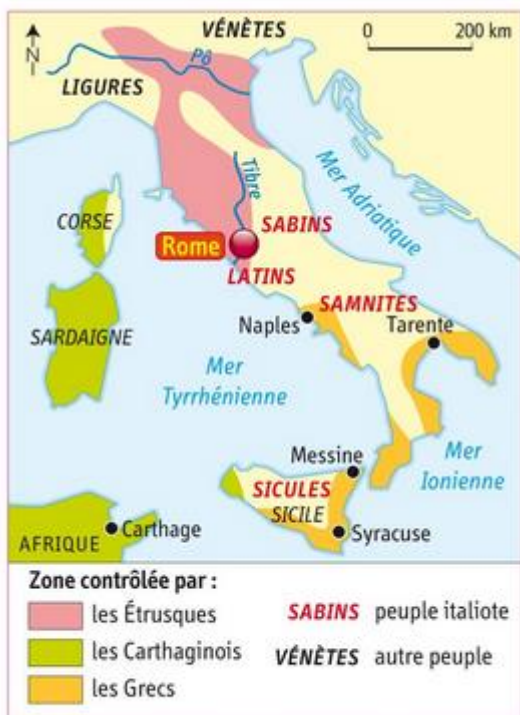 VÉNÈTES
0 200 km
N
Pô
LIGURES
Mer Adriatique
Tibre
CORSE
SABINS
Rome
LATINS
SAMNITES
Naples
Tarente
SARDAIGNE
Mer
Tyrrhénienne
Messine
Mer
Ionienne
SICULES
SICILE
Carthage
Syracuse
AFRIQUE
Zone contrôlée par :
les Étrusques
les Carthaginois
les Grecs
SABINS peuple italiote
VÉNÈTES autre peuple